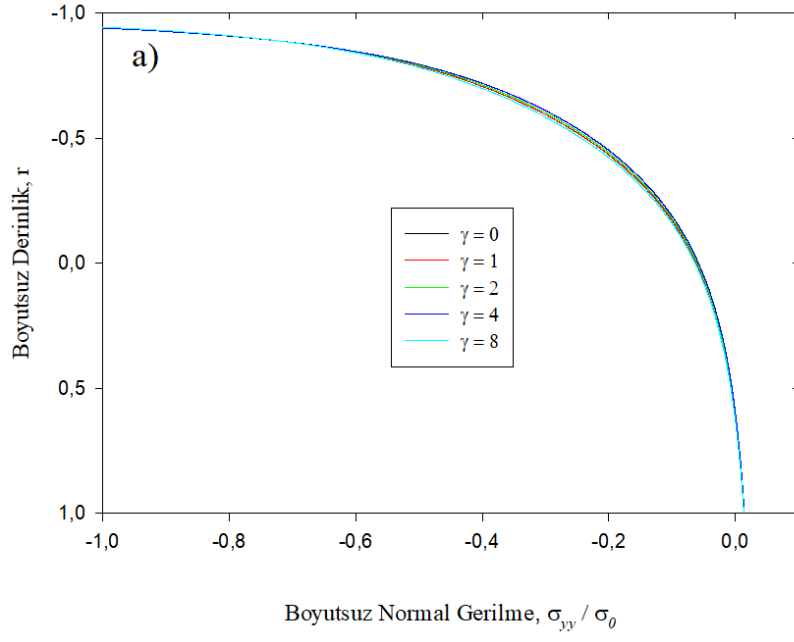 -1,0
a)
-0,5
0,0
0,5
1,0
Boyutsuz Derinlik, r
γ = 0
γ = 1
γ = 2
γ = 4
γ = 8
-1,0 -0,8 -0,6 -0,4 -0,2 0,0
Boyutsuz Normal Gerilme, σyy / σ0